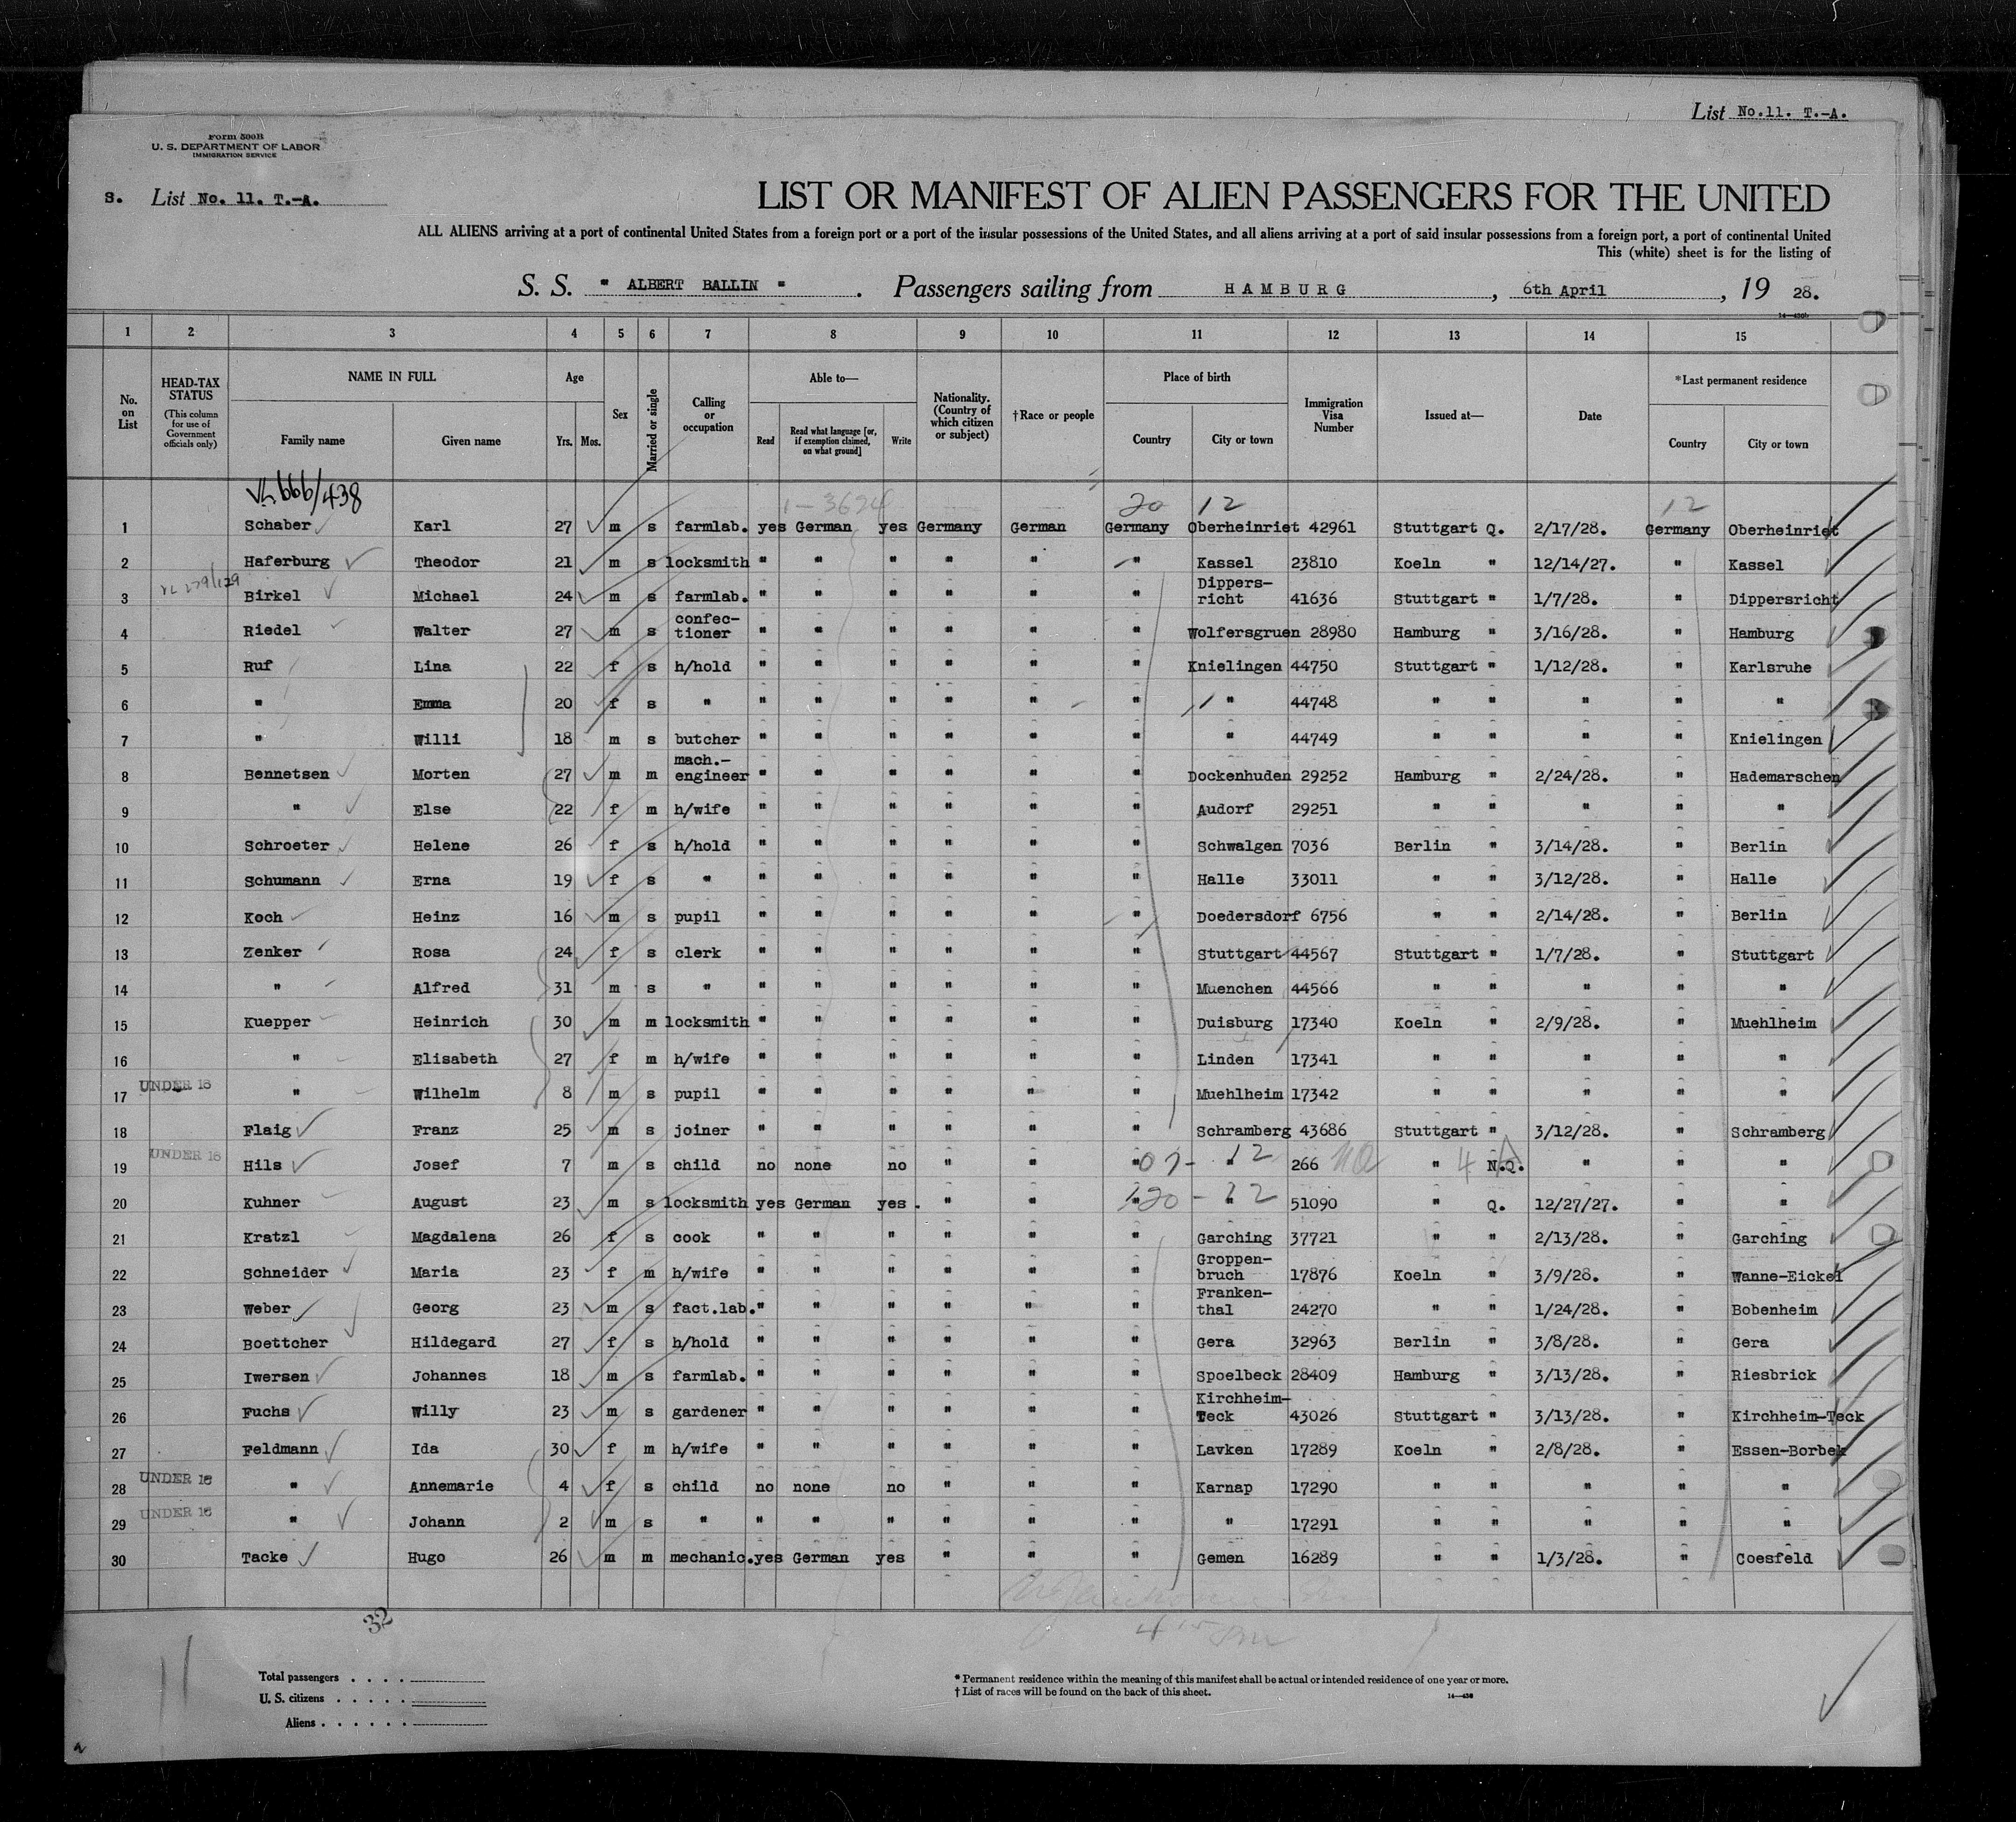 List No.11. T.-A.
Form 500B
U. S. DEPARTMENT OF LABOR
IMMIGRATION SERVICE
S. List No. 11. T.-A.
LIST OR MANIFEST OF ALIEN PASSENGERS FOR THE UNITED
ALL ALIENS arriving at a port of continental United States from a foreign port or a port of the insular possessions of the United States, and all aliens arriving at a port of said insular possessions from a foreign port, a port of continental United
This (white) sheet is for the listing of
S. S. " ALBERT BALLIN " . Passengers sailing from HAMBURG , 6th April , 19 28.
1 2 3 4 5 6 7 8 9 10 11 12 13 14 15
No. on List
HEAD-TAX STATUS (This column for use of Government officials only)
NAME IN FULL
Family name Given name
Age
Yrs. Mos.
Sex
Married or single
Calling or occupation
Able to—
Read Read what language [or, if exemption claimed, on what ground] Write
Nationality. (Country of which citizen or subject)
†Race or people
Place of birth
Country City or town
Immigration Visa Number
Issued at—
Date
*Last permanent residence
Country City or town
666/438
20 12 12
1 Schaber Karl 27 m s farmlab. yes German yes Germany German Germany Oberheinriet 42961 Stuttgart Q. 2/17/28. Germany Oberheinriet
2 Haferburg Theodor 21 m s locksmith " " " " " " Kassel 23810 Koeln " 12/14/27. " Kassel
3 Birkel Michael 24 m s farmlab. " " " " " " Dippers-richt 41636 Stuttgart " 1/7/28. " Dippersricht
4 Riedel Walter 27 m s confec-tioner " " " " " " Wolfersgruen 28980 Hamburg " 3/16/28. " Hamburg
5 Ruf Lina 22 f s h/hold " " " " " " Knielingen 44750 Stuttgart " 1/12/28. " Karlsruhe
6 " Emma 20 f s " " " " " " " " 44748 " " " " "
7 " Willi 18 m s butcher " " " " " " " 44749 " " " " Knielingen
8 Bennetsen Morten 27 m m mach.-engineer " " " " " " Dockenhuden 29252 Hamburg " 2/24/28. " Hademarschen
9 " Else 22 f m h/wife " " " " " " Audorf 29251 " " " " "
10 Schroeter Helene 26 f s h/hold " " " " " " Schwalgen 7036 Berlin " 3/14/28. " Berlin
11 Schumann Erna 19 f s " " " " " " " Halle 33011 " " 3/12/28. " Halle
12 Koch Heinz 16 m s pupil " " " " " " Doedersdorf 6756 " " 2/14/28. " Berlin
13 Zenker Rosa 24 f s clerk " " " " " " Stuttgart 44567 Stuttgart " 1/7/28. " Stuttgart
14 " Alfred 31 m s " " " " " " " Muenchen 44566 " " " " "
15 Kuepper Heinrich 30 m m locksmith " " " " " " Duisburg 17340 Koeln " 2/9/28. " Muehlheim
16 " Elisabeth 27 f m h/wife " " " " " " Linden 17341 " " " " "
UNDER 16
17 " Wilhelm 8 m s pupil " " " " " " Muehlheim 17342 " " " " "
18 Flaig Franz 25 m s joiner " " " " " " Schramberg 43686 Stuttgart " 3/12/28. " Schramberg
UNDER 16
19 Hils Josef 7 m s child no none no " " " " 266 " N.Q. " " "
20 Kuhner August 23 m s locksmith yes German yes. " " " " 51090 " Q. 12/27/27. " "
21 Kratzl Magdalena 26 f s cook " " " " " " Garching 37721 " " 2/13/28. " Garching
22 Schneider Maria 23 f m h/wife " " " " " " Groppen-bruch 17876 Koeln " 3/9/28. " Wanne-Eickel
23 Weber Georg 23 m s fact.lab. " " " " " " Franken-thal 24270 " " 1/24/28. " Bobenheim
24 Boettcher Hildegard 27 f s h/hold " " " " " " Gera 32963 Berlin " 3/8/28. " Gera
25 Iwersen Johannes 18 m s farmlab. " " " " " " Spoelbeck 28409 Hamburg " 3/13/28. " Riesbrick
26 Fuchs Willy 23 m s gardener " " " " " " Kirchheim-Teck 43026 Stuttgart " 3/13/28. " Kirchheim-Teck
27 Feldmann Ida 30 f m h/wife " " " " " " Lavken 17289 Koeln " 2/8/28. " Essen-Borbek
UNDER 16
28 " Annemarie 4 f s child no none no " " " Karnap 17290 " " " " "
UNDER 16
29 " Johann 2 m s " " " " " " " " 17291 " " " " "
30 Tacke Hugo 26 m m mechanic. yes German yes " " " Gemen 16289 " " 1/3/28. " Coesfeld
32
11
Total passengers . . . .
U. S. citizens . . . . .
Aliens . . . . . .
* Permanent residence within the meaning of this manifest shall be actual or intended residence of one year or more.
† List of races will be found on the back of this sheet.
14—438